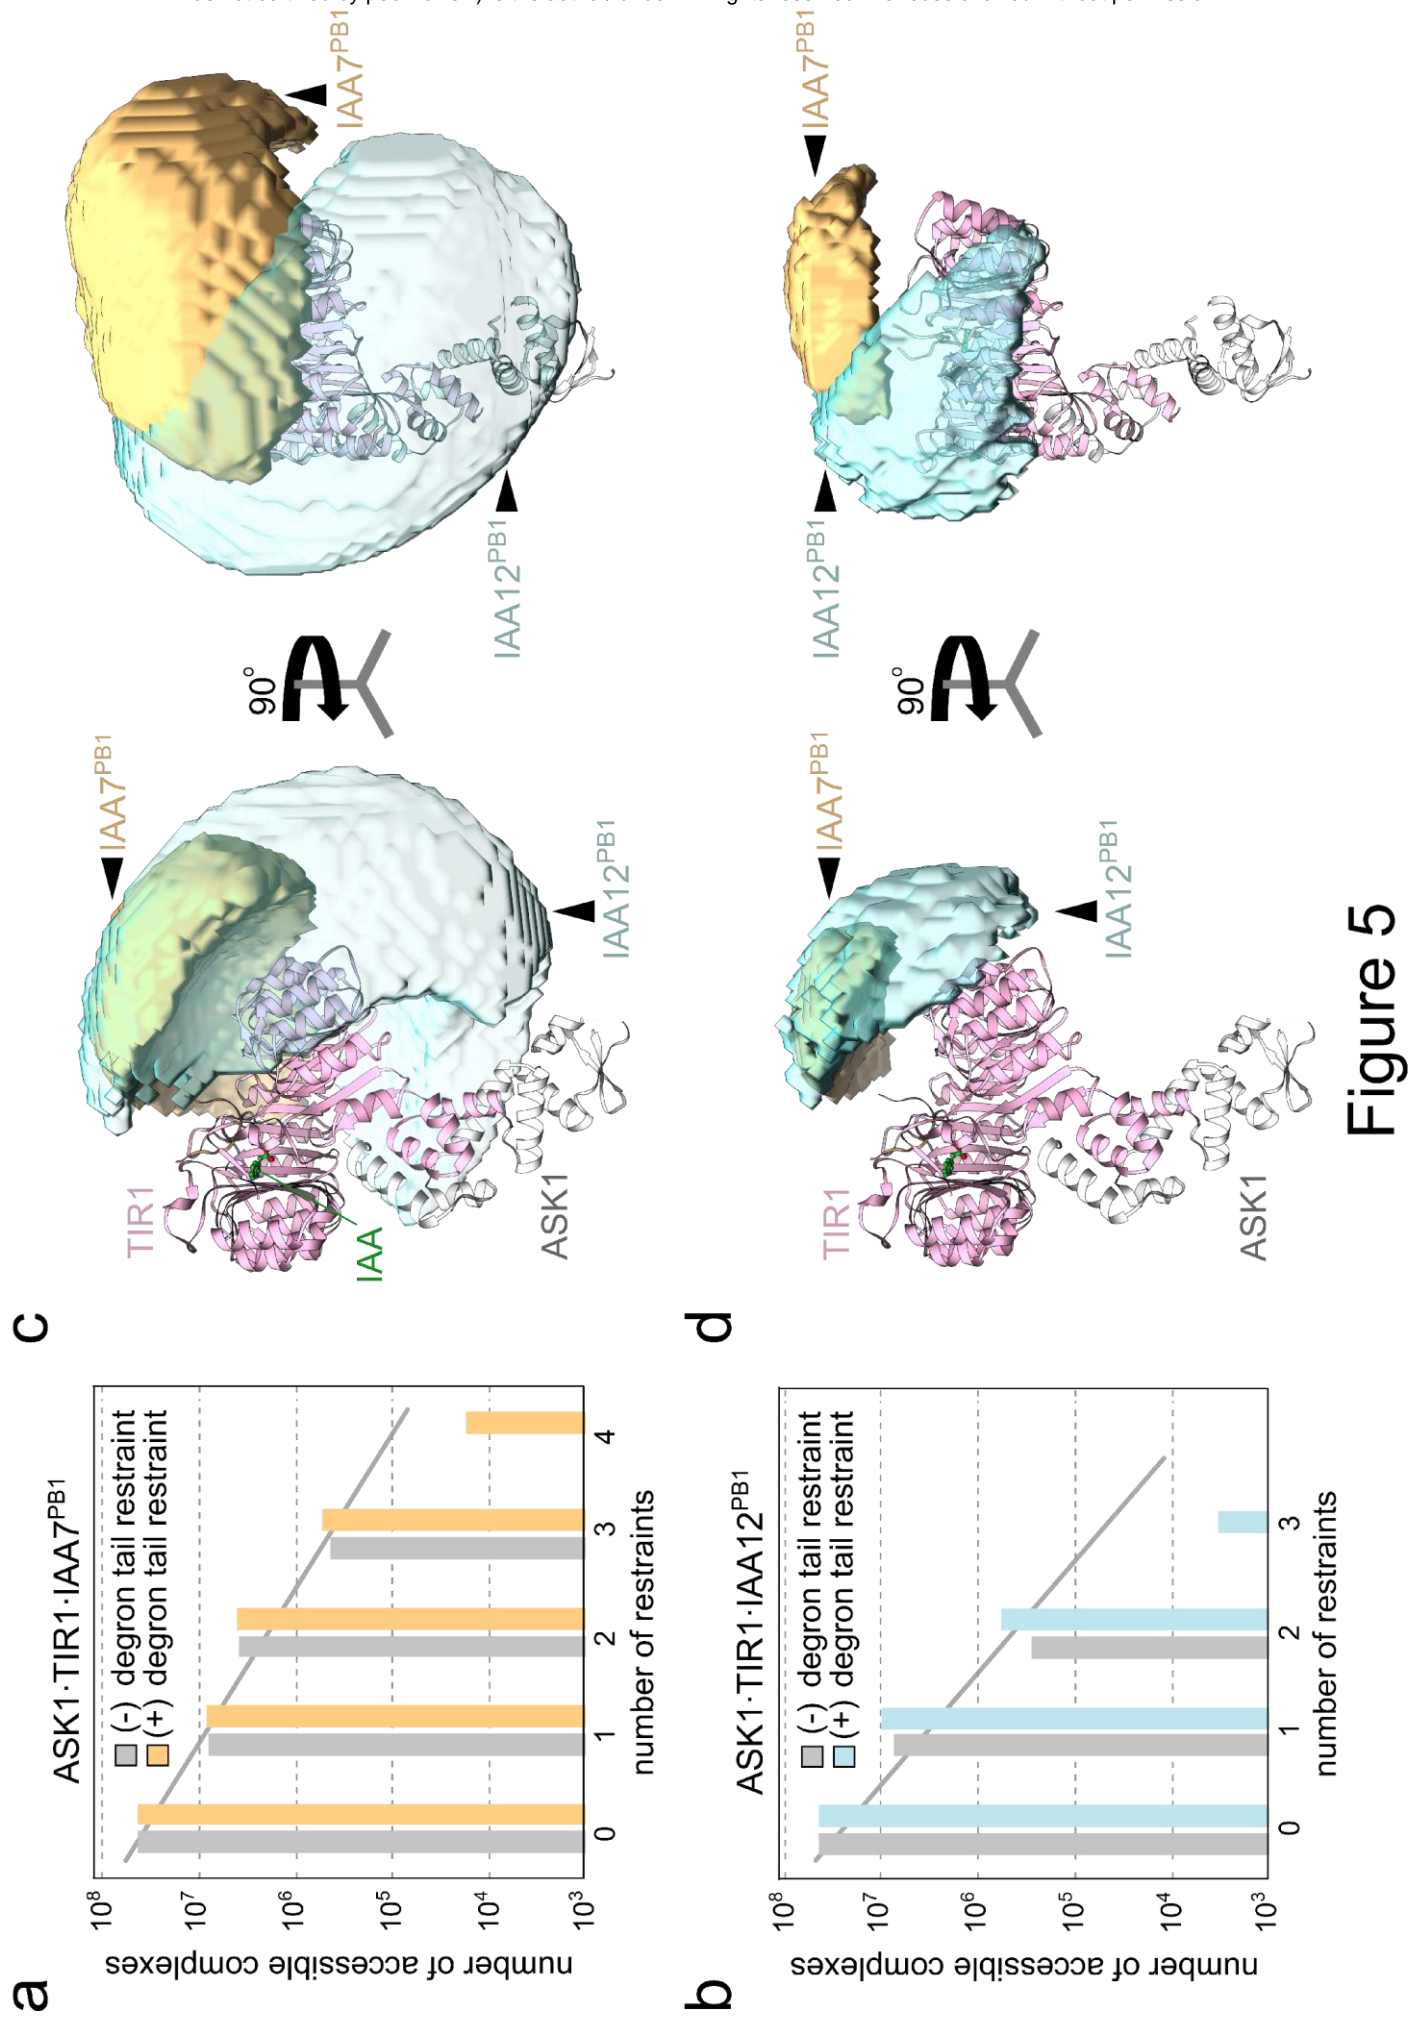 a
ASK1·TIR1·IAA7PB1
(-) degron tail restraint
(+) degron tail restraint
number of accessible complexes
10^8
10^7
10^6
10^5
10^4
10^3
0 1 2 3 4
number of restraints
b
ASK1·TIR1·IAA12PB1
(-) degron tail restraint
(+) degron tail restraint
number of accessible complexes
10^8
10^7
10^6
10^5
10^4
10^3
0 1 2 3
number of restraints
c
TIR1
IAA
ASK1
IAA7PB1
IAA12PB1
90°
IAA12PB1
IAA7PB1
d
TIR1
ASK1
IAA7PB1
IAA12PB1
90°
IAA12PB1
IAA7PB1
Figure 5